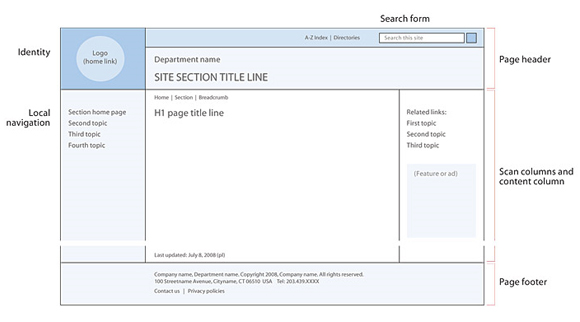 Search form
Identity
Logo
(home link)
A-Z Index | Directories
Search this site
Department name
SITE SECTION TITLE LINE
Page header
Local
navigation
Section home page
Second topic
Third topic
Fourth topic
Home | Section | Breadcrumb
H1 page title line
Related links:
First topic
Second topic
Third topic
(Feature or ad)
Scan columns and
content column
Last updated: July 8, 2008 (pl)
Company name, Department name. Copyright 2008, Company name. All rights reserved.
100 Streetname Avenue, Cityname, CT 06510 USA Tel: 203.439.XXXX
Contact us | Privacy policies
Page footer